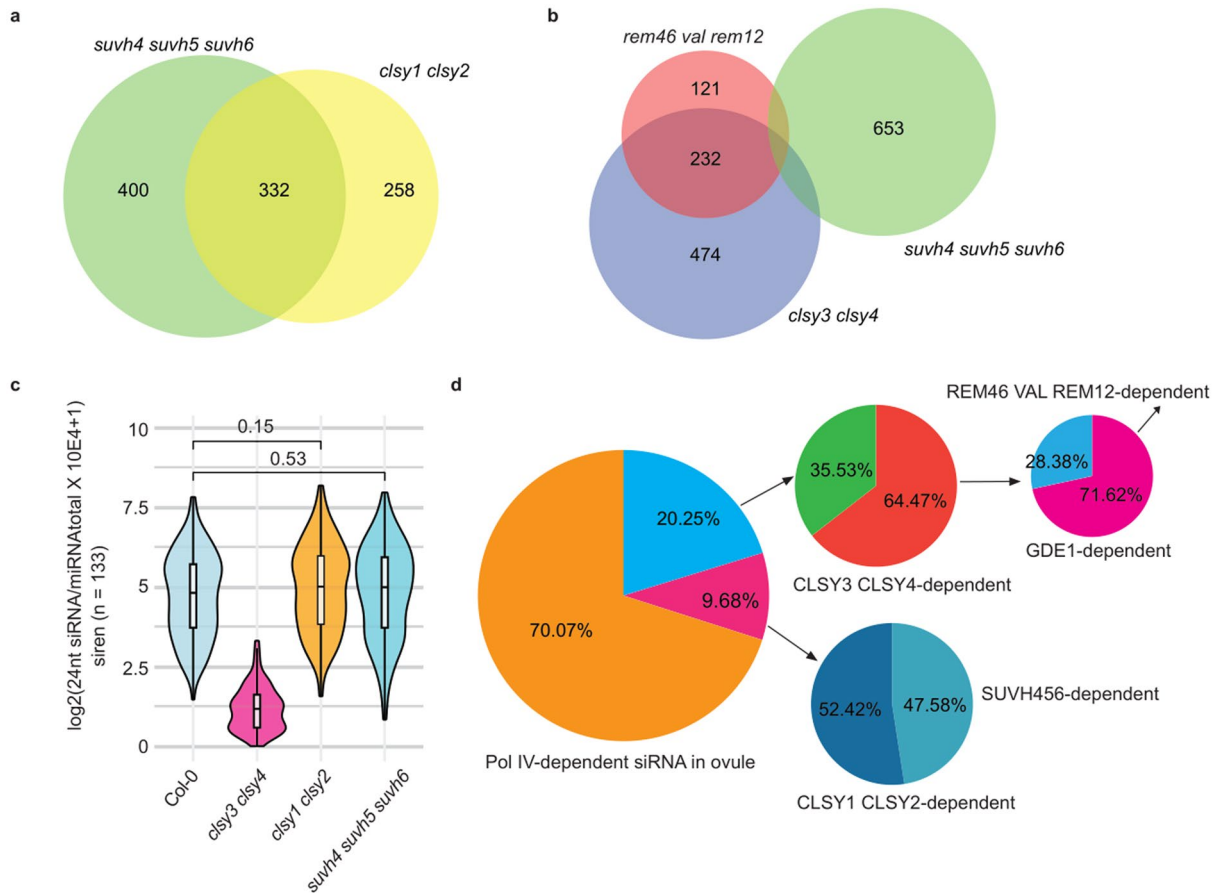 a
suvh4 suvh5 suvh6
clsy1 clsy2
400
332
258
b
rem46 val rem12
121
232
653
474
suvh4 suvh5 suvh6
clsy3 clsy4
c
log2(24nt siRNA/miRNAtotal X 10E4+1)
siren (n = 133)
10
7.5
5
2.5
0
0.15
0.53
Col-0
clsy3 clsy4
clsy1 clsy2
suvh4 suvh5 suvh6
d
REM46 VAL REM12-dependent
20.25%
9.68%
70.07%
Pol IV-dependent siRNA in ovule
35.53%
64.47%
CLSY3 CLSY4-dependent
28.38%
71.62%
GDE1-dependent
52.42%
47.58%
SUVH456-dependent
CLSY1 CLSY2-dependent